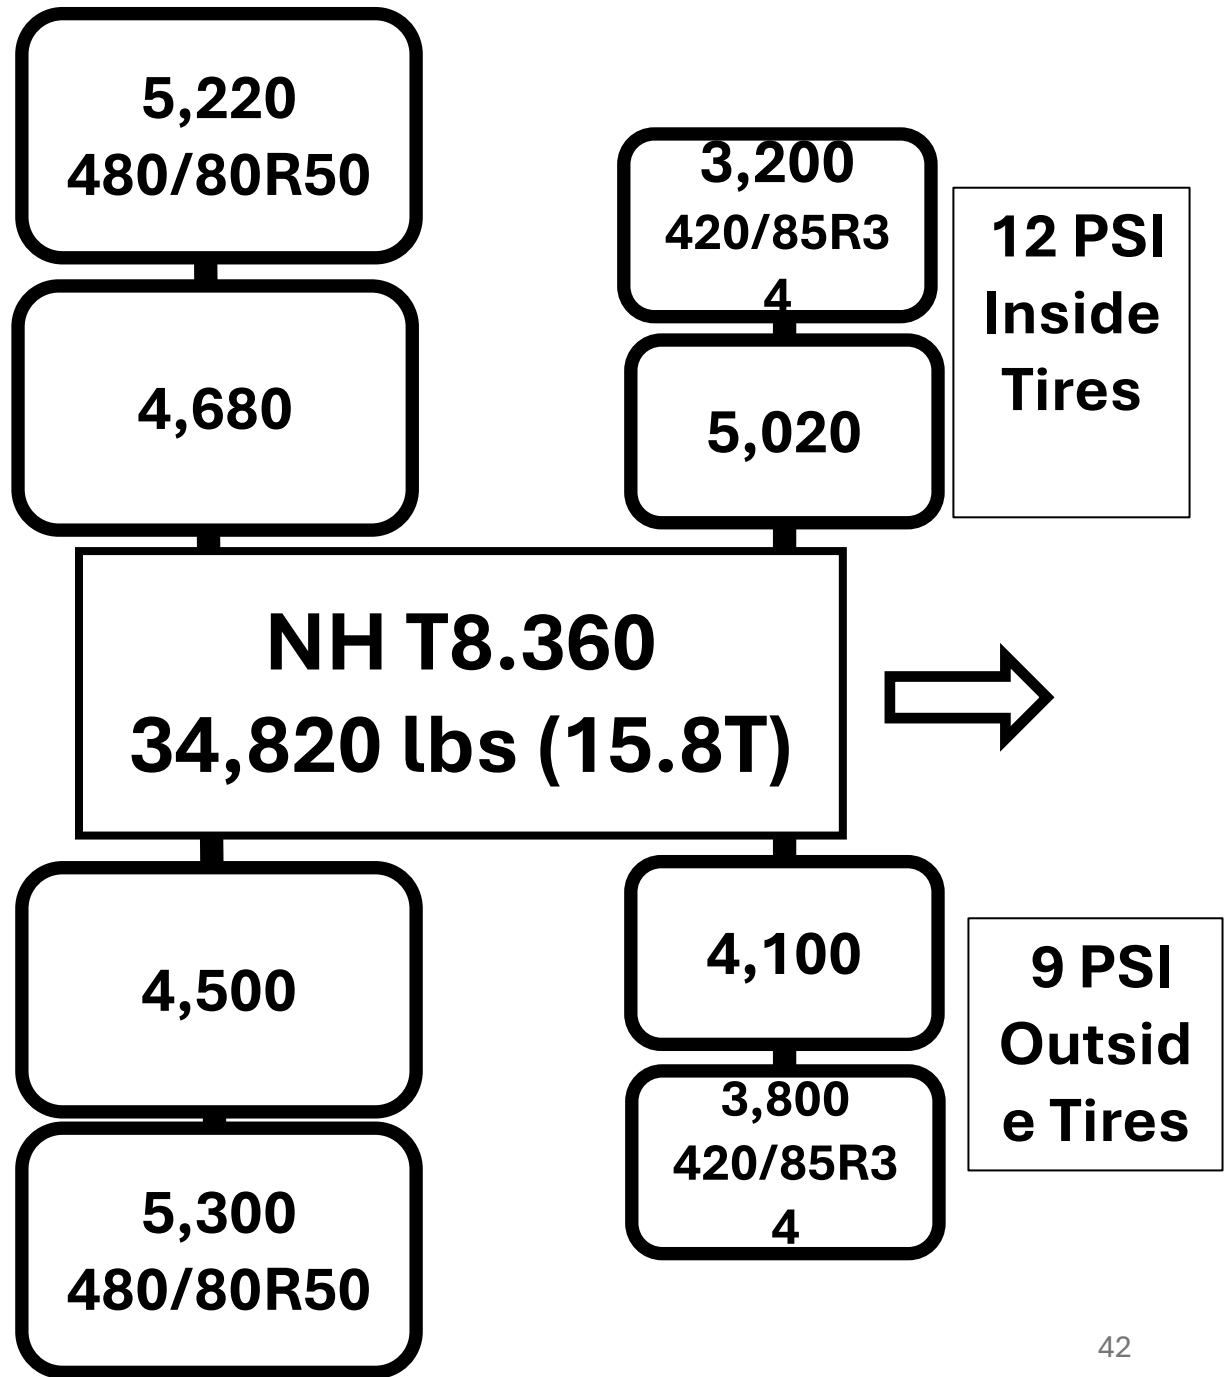 5,220
480/80R50
3,200
420/85R3
4
12 PSI
Inside
Tires
4,680
5,020
NH T8.360
34,820 lbs (15.8T)
4,500
4,100
9 PSI
Outsid
e Tires
5,300
480/80R50
3,800
420/85R3
4
42